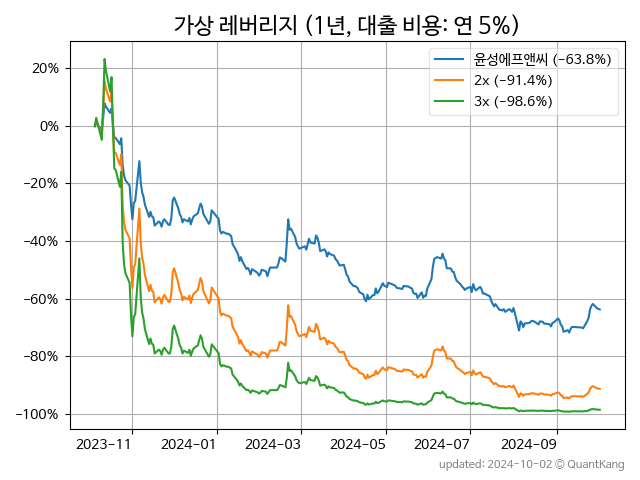 가상 레버리지 (1년, 대출 비용: 연 5%)
윤성에프앤씨 (-63.8%)
2x (-91.4%)
3x (-98.6%)
20%
0%
-20%
-40%
-60%
-80%
-100%
2023-11 2024-01 2024-03 2024-05 2024-07 2024-09
updated: 2024-10-02 © QuantKang